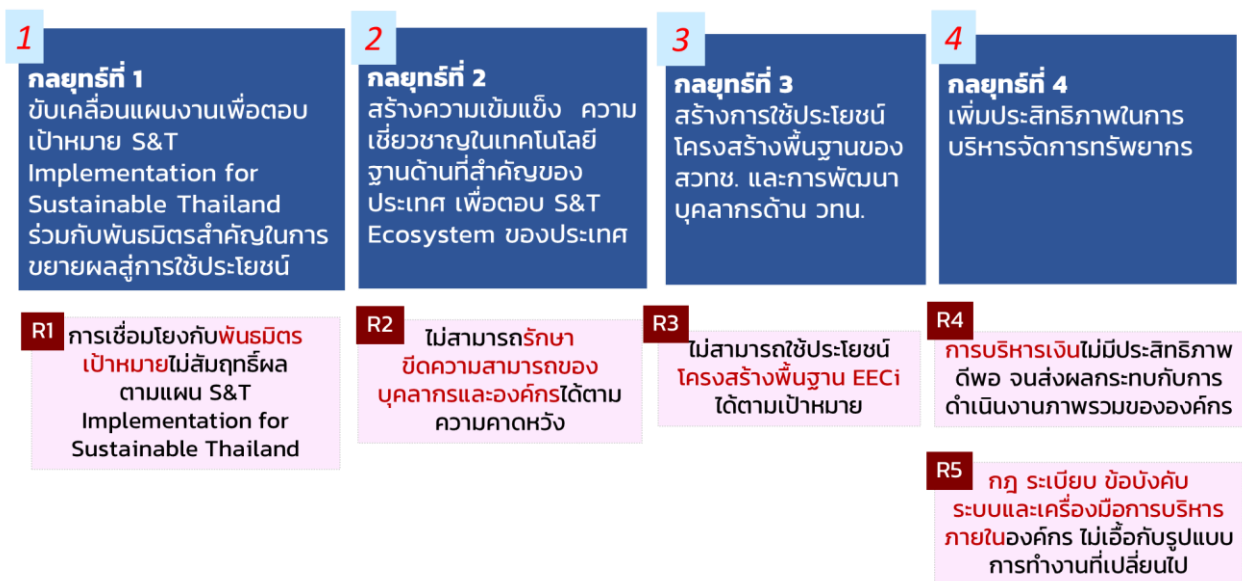 1
กลยุทธ์ที่ 1
ขับเคลื่อนแผนงานเพื่อตอบ
เป้าหมาย S&T
Implementation for
Sustainable Thailand
ร่วมกับพันธมิตรสำคัญในการ
ขยายผลสู่การใช้ประโยชน์
2
กลยุทธ์ที่ 2
สร้างความเข้มแข็ง ความ
เชี่ยวชาญในเทคโนโลยี
ฐานด้านที่สำคัญของ
ประเทศ เพื่อตอบ S&T
Ecosystem ของประเทศ
3
กลยุทธ์ที่ 3
สร้างการใช้ประโยชน์
โครงสร้างพื้นฐานของ
สวทช. และการพัฒนา
บุคลากรด้าน วทน.
4
กลยุทธ์ที่ 4
เพิ่มประสิทธิภาพในการ
บริหารจัดการทรัพยากร
R1
การเชื่อมโยงกับพันธมิตร
เป้าหมายไม่สัมฤทธิ์ผล
ตามแผน S&T
Implementation for
Sustainable Thailand
R2
ไม่สามารถรักษา
ขีดความสามารถของ
บุคลากรและองค์กรได้ตาม
ความคาดหวัง
R3
ไม่สามารถใช้ประโยชน์
โครงสร้างพื้นฐาน EECi
ได้ตามเป้าหมาย
R4
การบริหารเงินไม่มีประสิทธิภาพ
ดีพอ จนส่งผลกระทบกับการ
ดำเนินงานภาพรวมขององค์กร
R5
กฎ ระเบียบ ข้อบังคับ
ระบบและเครื่องมือการบริหาร
ภายในองค์กร ไม่เอื้อกับรูปแบบ
การทำงานที่เปลี่ยนไป